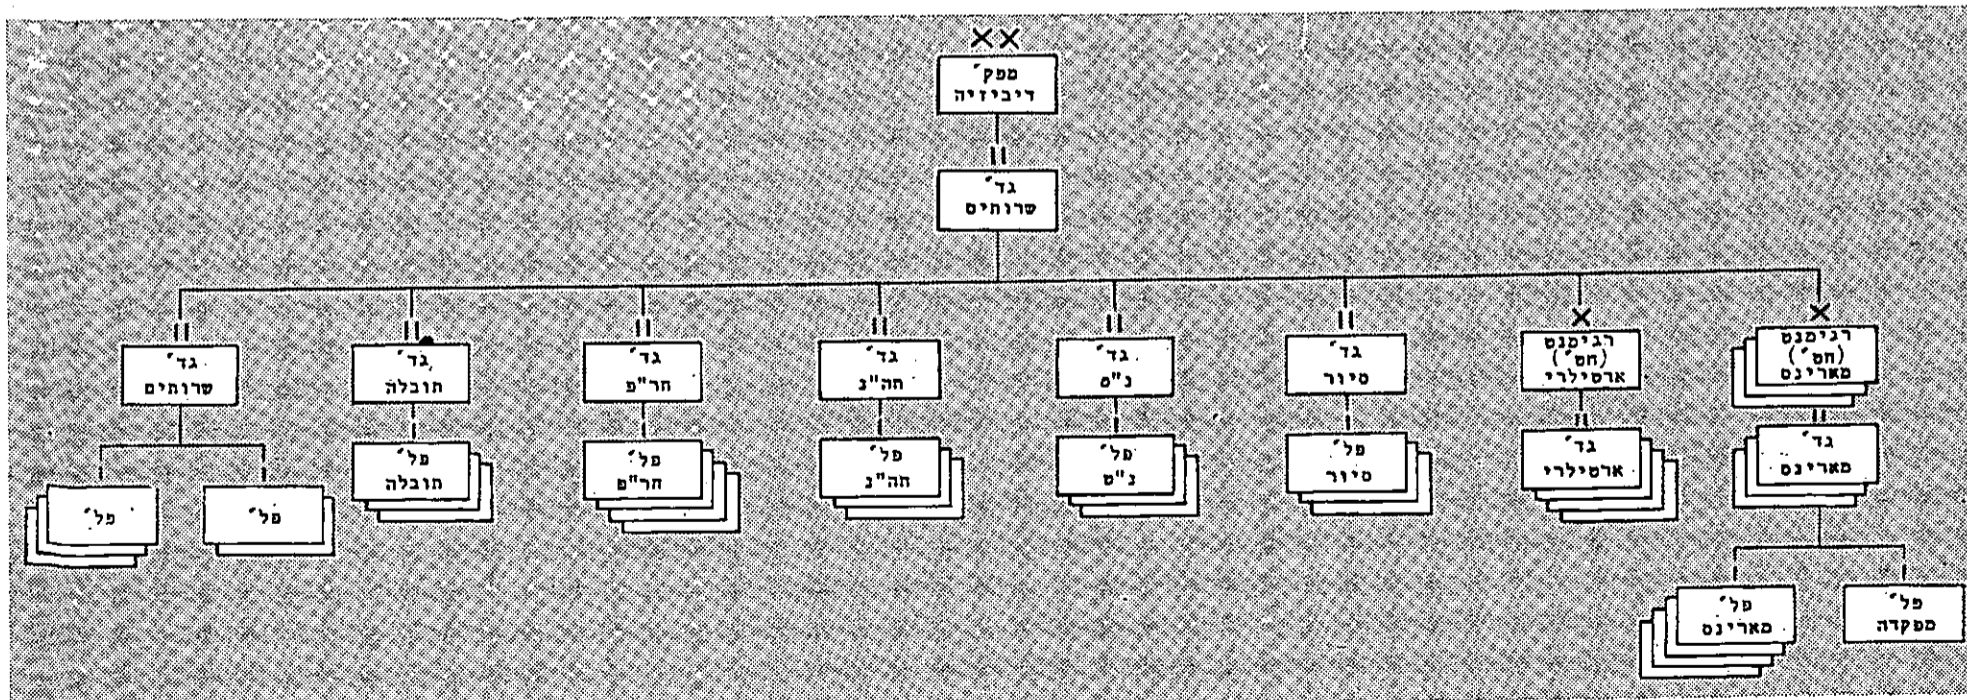 מפק׳
דיביזיה
גד׳
שרותים
רגימנט
(חט׳)
מארינס
רגימנט
(חט׳)
ארטילרי
גד׳
סיור
גד׳
נ"ט
גד׳
חה"נ
גד׳
חר"פ
גד׳
תובלה
גד׳
שרותים
גד׳
מארינס
גד׳
ארטילרי
פל׳
סיור
פל׳
נ"ט
פל׳
חה"נ
פל׳
חר"פ
פל׳
תובלה
פל׳
פל׳
פל׳
מפקדה
פל׳
מארינס